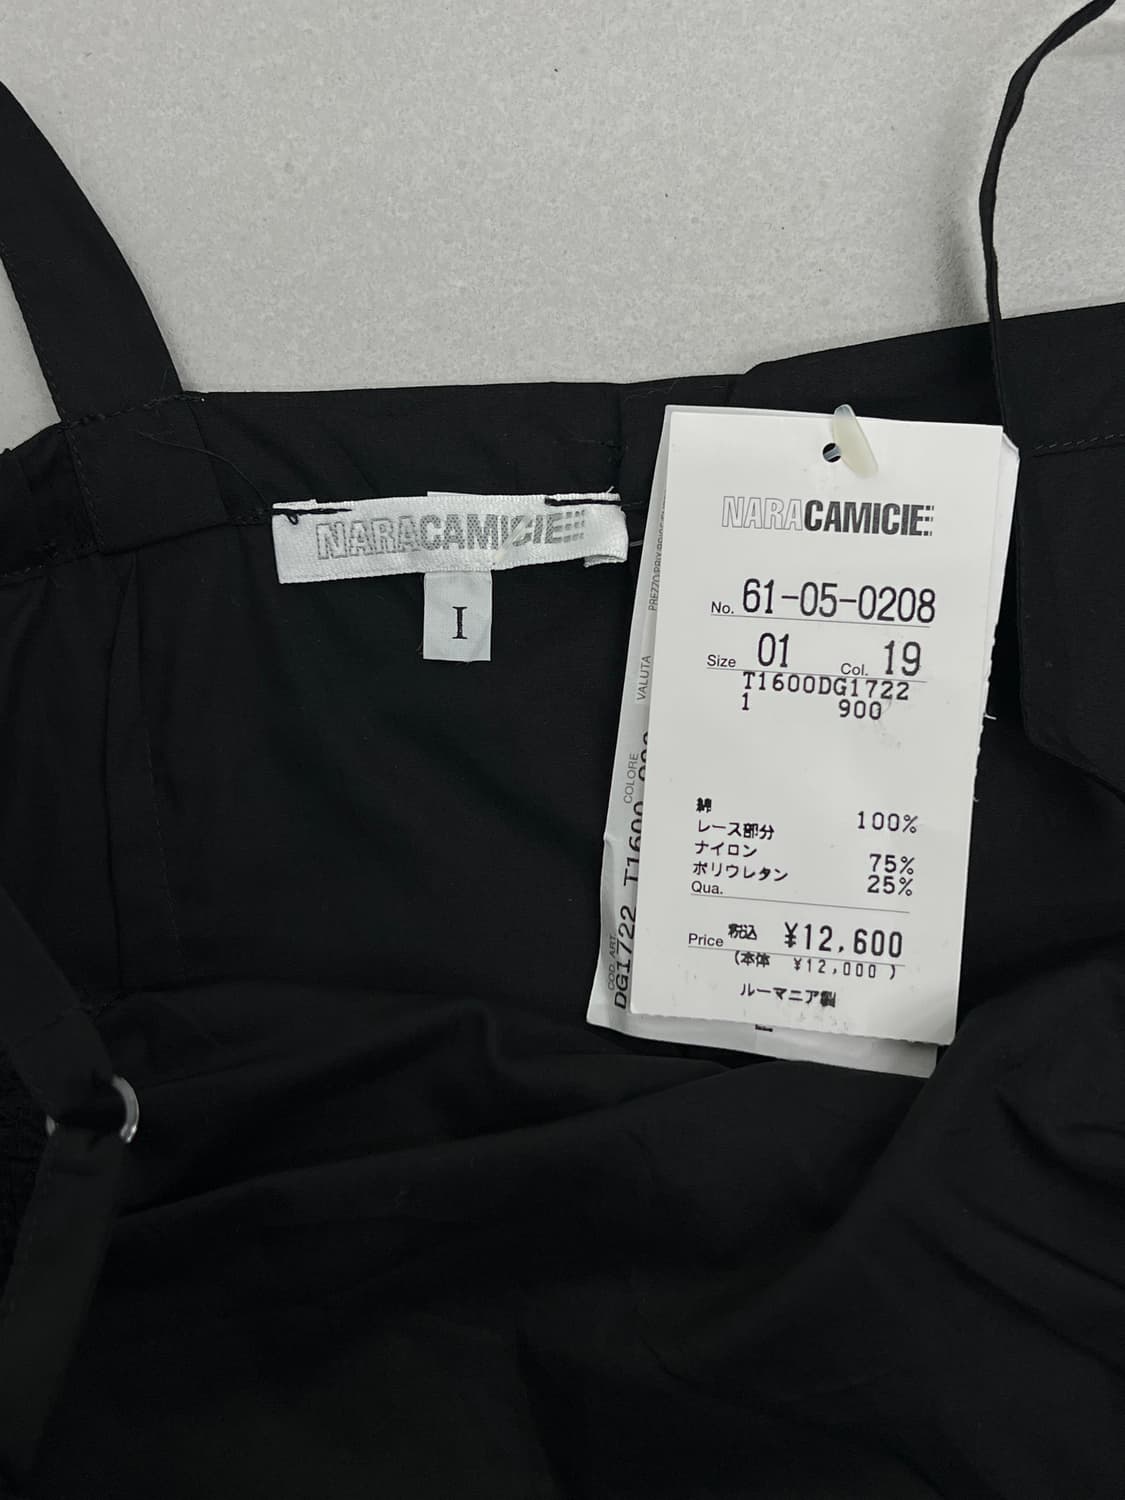 NARACAMICIE
I
NARACAMICIE
No. 61-05-0208
Size 01 Col. 19
T1600DG1722
1 900
綿 100%
レース部分
ナイロン 75%
ポリウレタン 25%
Qua.
Price 税込 ¥12,600
(本体 ¥12,000 )
ルーマニア製
COD. ART. COLORE VALUTA
DG1722 T1600